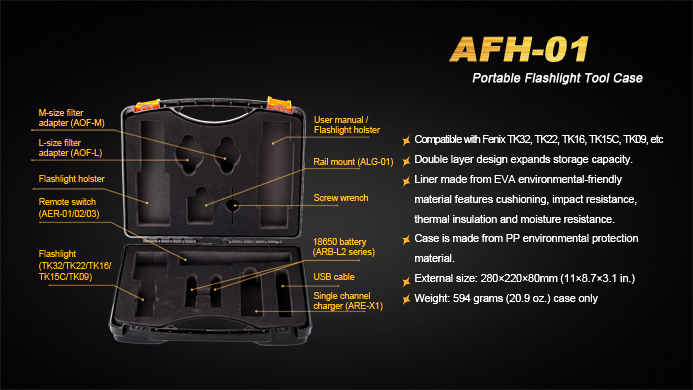 AFH-01
Portable Flashlight Tool Case
M-size filter
adapter (AOF-M)
L-size filter
adapter (AOF-L)
Flashlight holster
Remote switch
(AER-01/02/03)
Flashlight
(TK32/TK22/TK16/
TK15C/TK09)
User manual /
Flashlight holster
Rail mount (ALG-01)
Screw wrench
18650 battery
(ARB-L2 series)
USB cable
Single channel
charger (ARE-X1)
Compatible with Fenix TK32, TK22, TK16, TK15C, TK09, etc
Double layer design expands storage capacity.
Liner made from EVA environmental-friendly
material features cushioning, impact resistance,
thermal insulation and moisture resistance.
Case is made from PP environmental protection
material.
External size: 280×220×80mm (11×8.7×3.1 in.)
Weight: 594 grams (20.9 oz.) case only